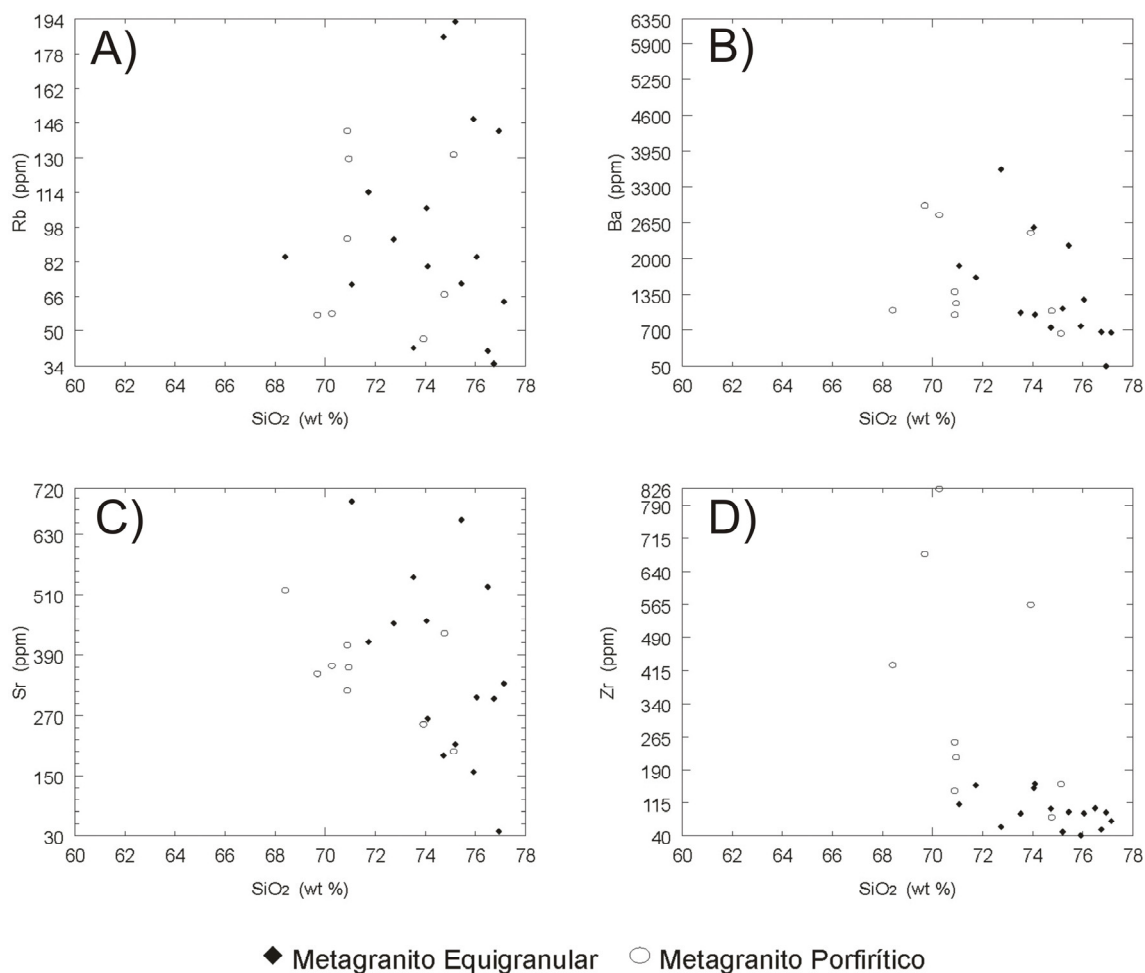 A)
194
178
162
146
130
114
98
82
66
50
34
Rb (ppm)
60 62 64 66 68 70 72 74 76 78
SiO2 (wt %)
B)
6350
5900
5250
4600
3950
3300
2650
2000
1350
700
50
Ba (ppm)
60 62 64 66 68 70 72 74 76 78
SiO2 (wt %)
C)
720
630
510
390
270
150
30
Sr (ppm)
60 62 64 66 68 70 72 74 76 78
SiO2 (wt %)
D)
826
790
715
640
565
490
415
340
265
190
115
40
Zr (ppm)
60 62 64 66 68 70 72 74 76 78
SiO2 (wt %)
Metagranito Equigranular Metagranito Porfirítico